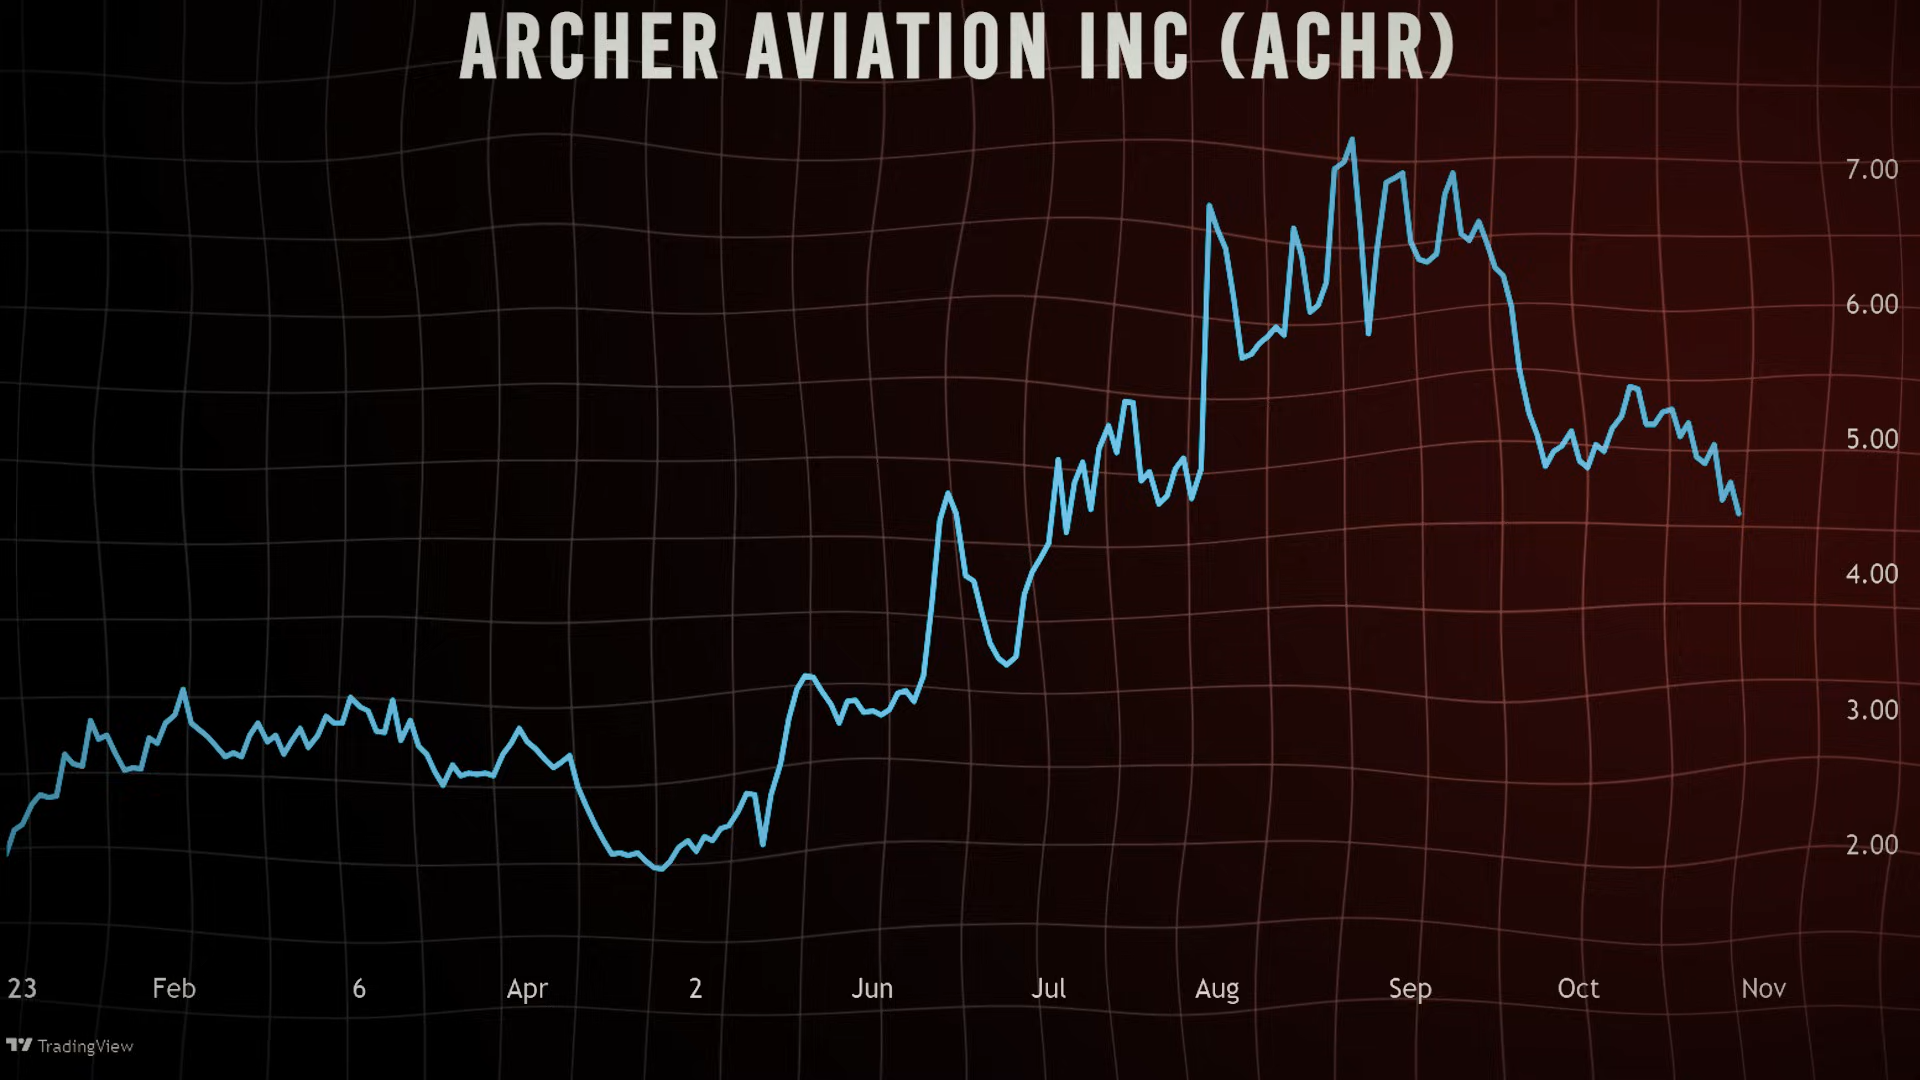 ARCHER AVIATION INC (ACHR)
7.00
6.00
5.00
4.00
3.00
2.00
23 Feb 6 Apr 2 Jun Jul Aug Sep Oct Nov
TradingView